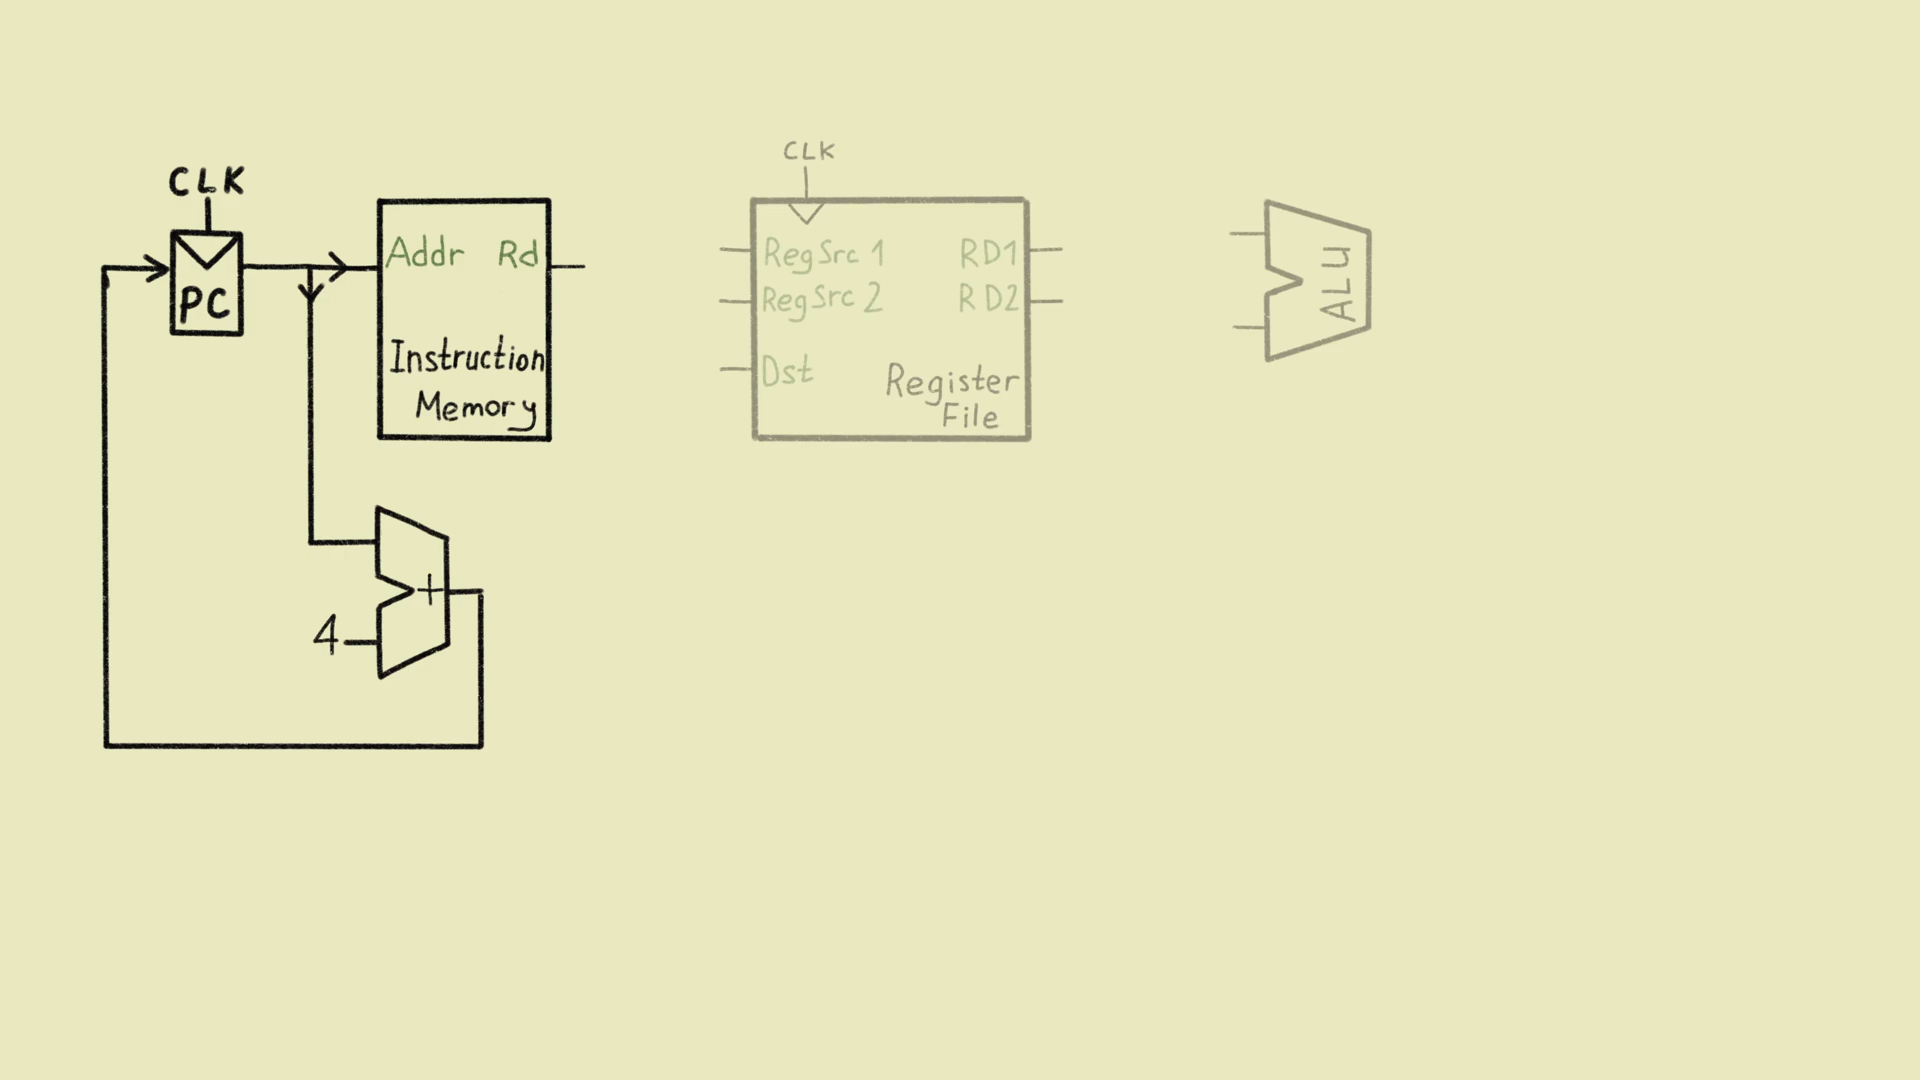 CLK
PC
Addr Rd
Instruction
Memory
4
+
CLK
RegSrc 1 RD1
RegSrc 2 RD2
Dst
Register
File
ALU